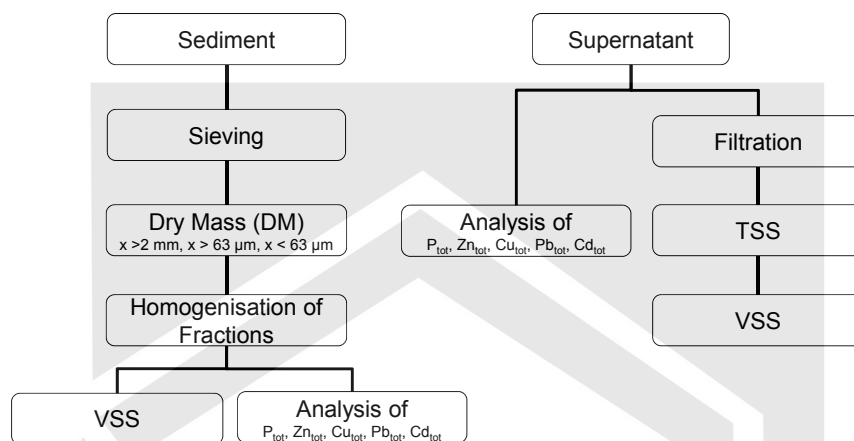 Sediment
Supernatant
Sieving
Filtration
Dry Mass (DM)
x >2 mm, x > 63 µm, x < 63 µm
Analysis of
Ptot, Zntot, Cutot, Pbtot, Cdtot
TSS
Homogenisation of
Fractions
VSS
VSS
Analysis of
Ptot, Zntot, Cutot, Pbtot, Cdtot